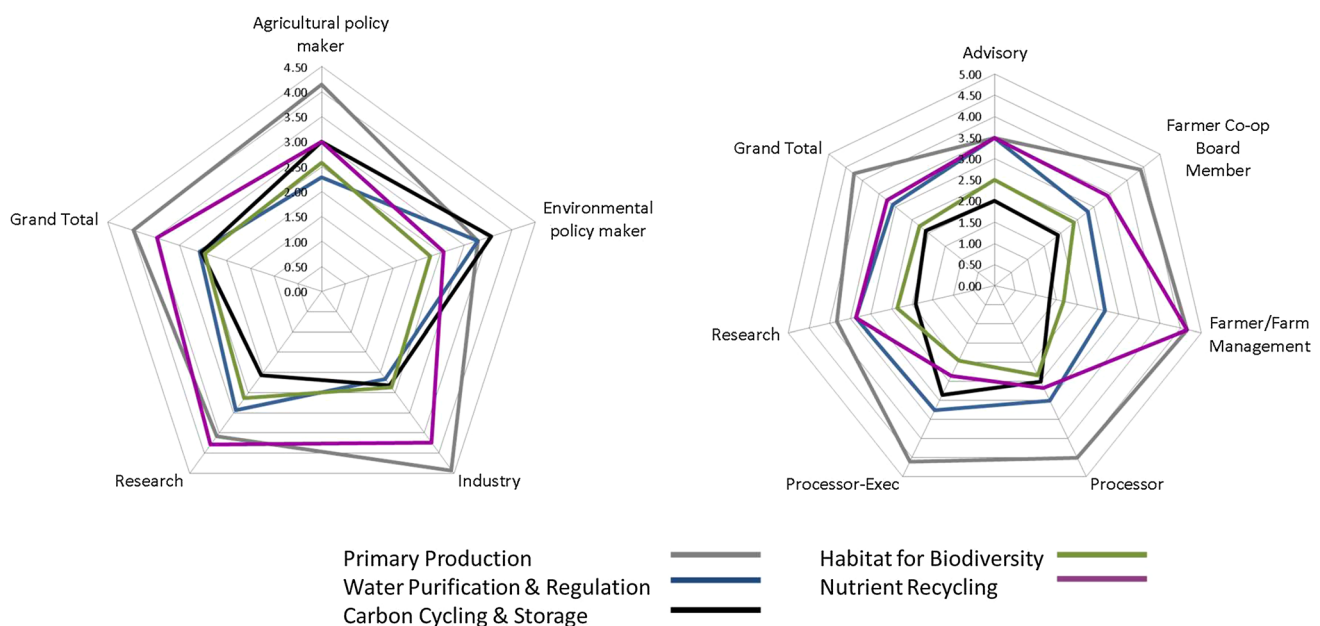 Agricultural policy
maker
4.50
4.00
3.50
3.00
2.50
2.00
1.50
1.00
0.50
0.00
Environmental
policy maker
Industry
Research
Grand Total
Advisory
5.00
4.50
4.00
3.50
3.00
2.50
2.00
1.50
1.00
0.50
0.00
Farmer Co-op
Board
Member
Farmer/Farm
Management
Processor
Processor-Exec
Research
Grand Total
Primary Production
Water Purification & Regulation
Carbon Cycling & Storage
Habitat for Biodiversity
Nutrient Recycling